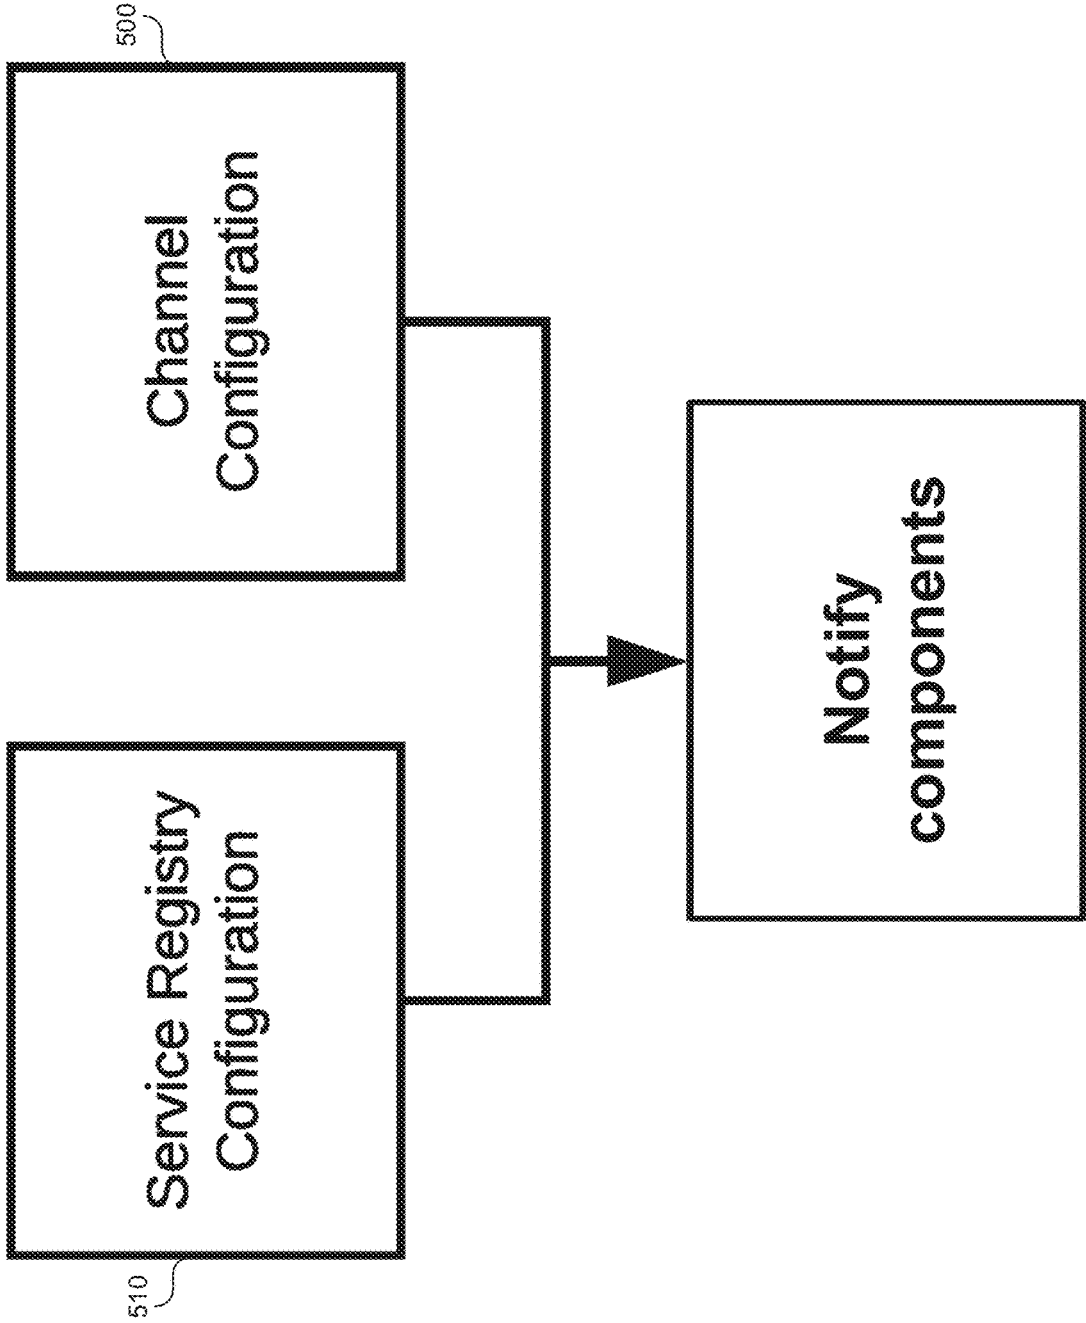 510
Service Registry
Configuration
500
Channel
Configuration
Notify
components